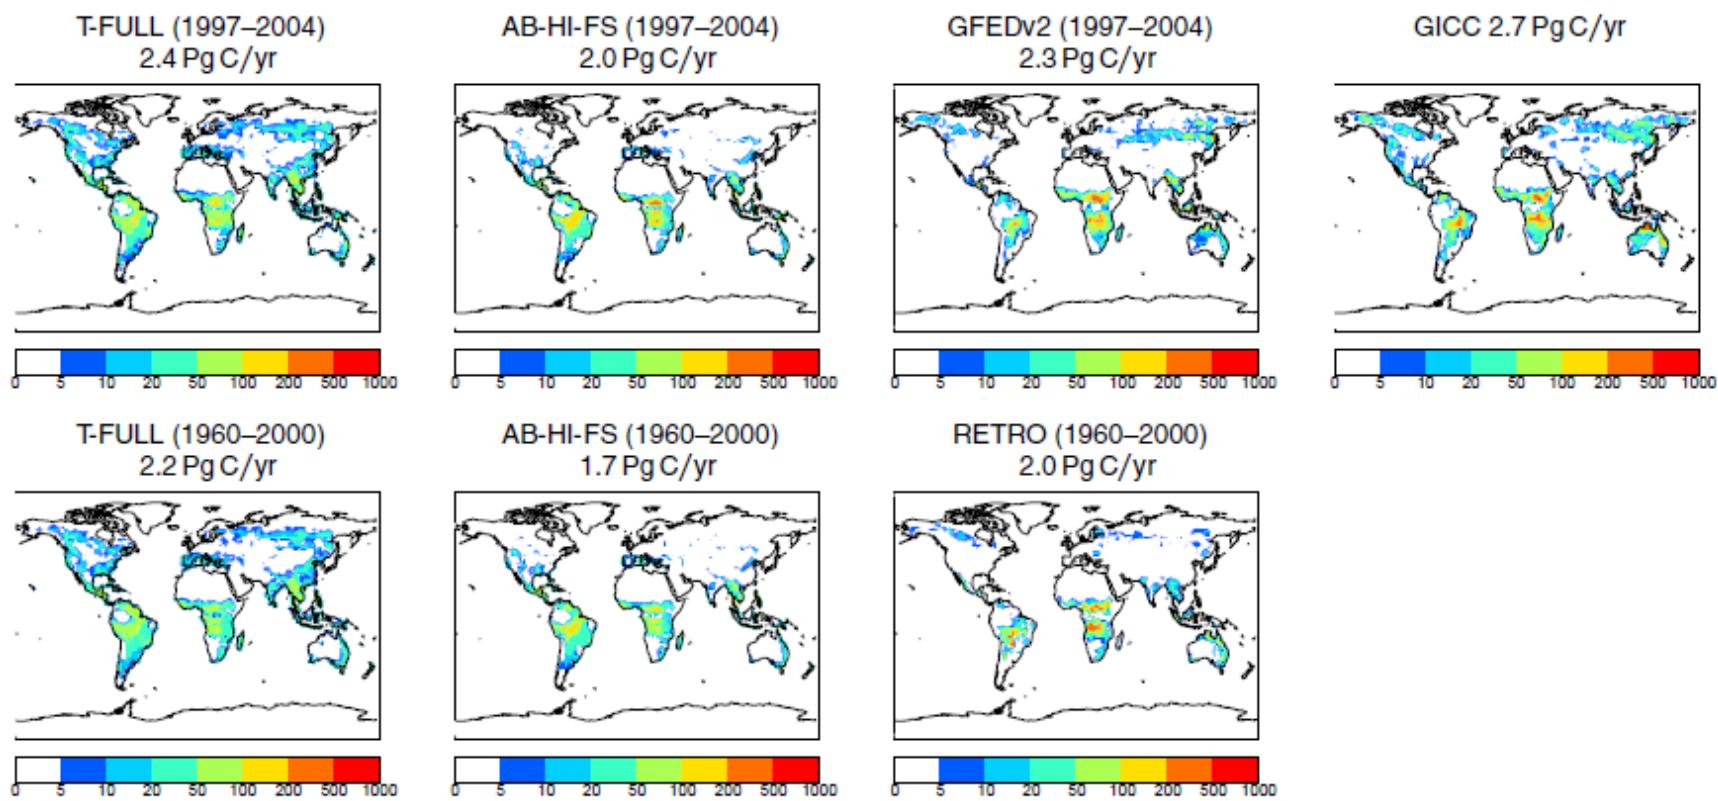 T-FULL (1997–2004)
2.4 Pg C/yr
AB-HI-FS (1997–2004)
2.0 Pg C/yr
GFEDv2 (1997–2004)
2.3 Pg C/yr
GICC 2.7 Pg C/yr
0 5 10 20 50 100 200 500 1000
0 5 10 20 50 100 200 500 1000
0 5 10 20 50 100 200 500 1000
0 5 10 20 50 100 200 500 1000
T-FULL (1960–2000)
2.2 Pg C/yr
AB-HI-FS (1960–2000)
1.7 Pg C/yr
RETRO (1960–2000)
2.0 Pg C/yr
0 5 10 20 50 100 200 500 1000
0 5 10 20 50 100 200 500 1000
0 5 10 20 50 100 200 500 1000